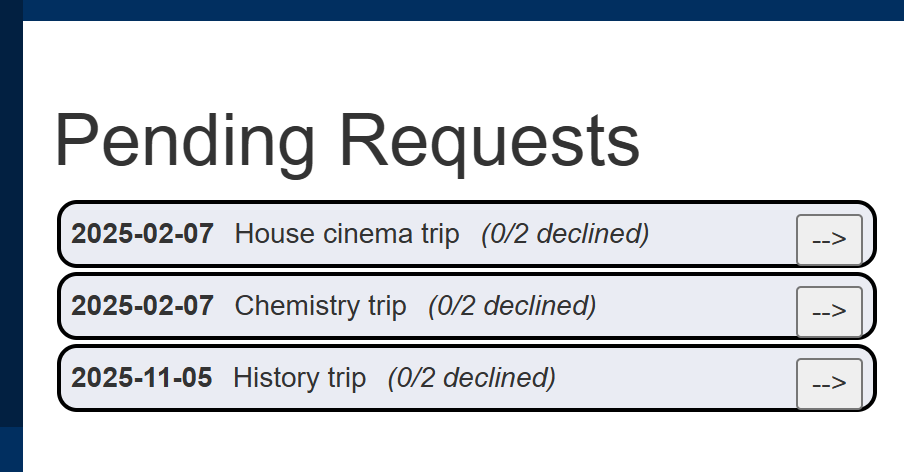 Pending Requests
2025-02-07 House cinema trip (0/2 declined) -->
2025-02-07 Chemistry trip (0/2 declined) -->
2025-11-05 History trip (0/2 declined) -->